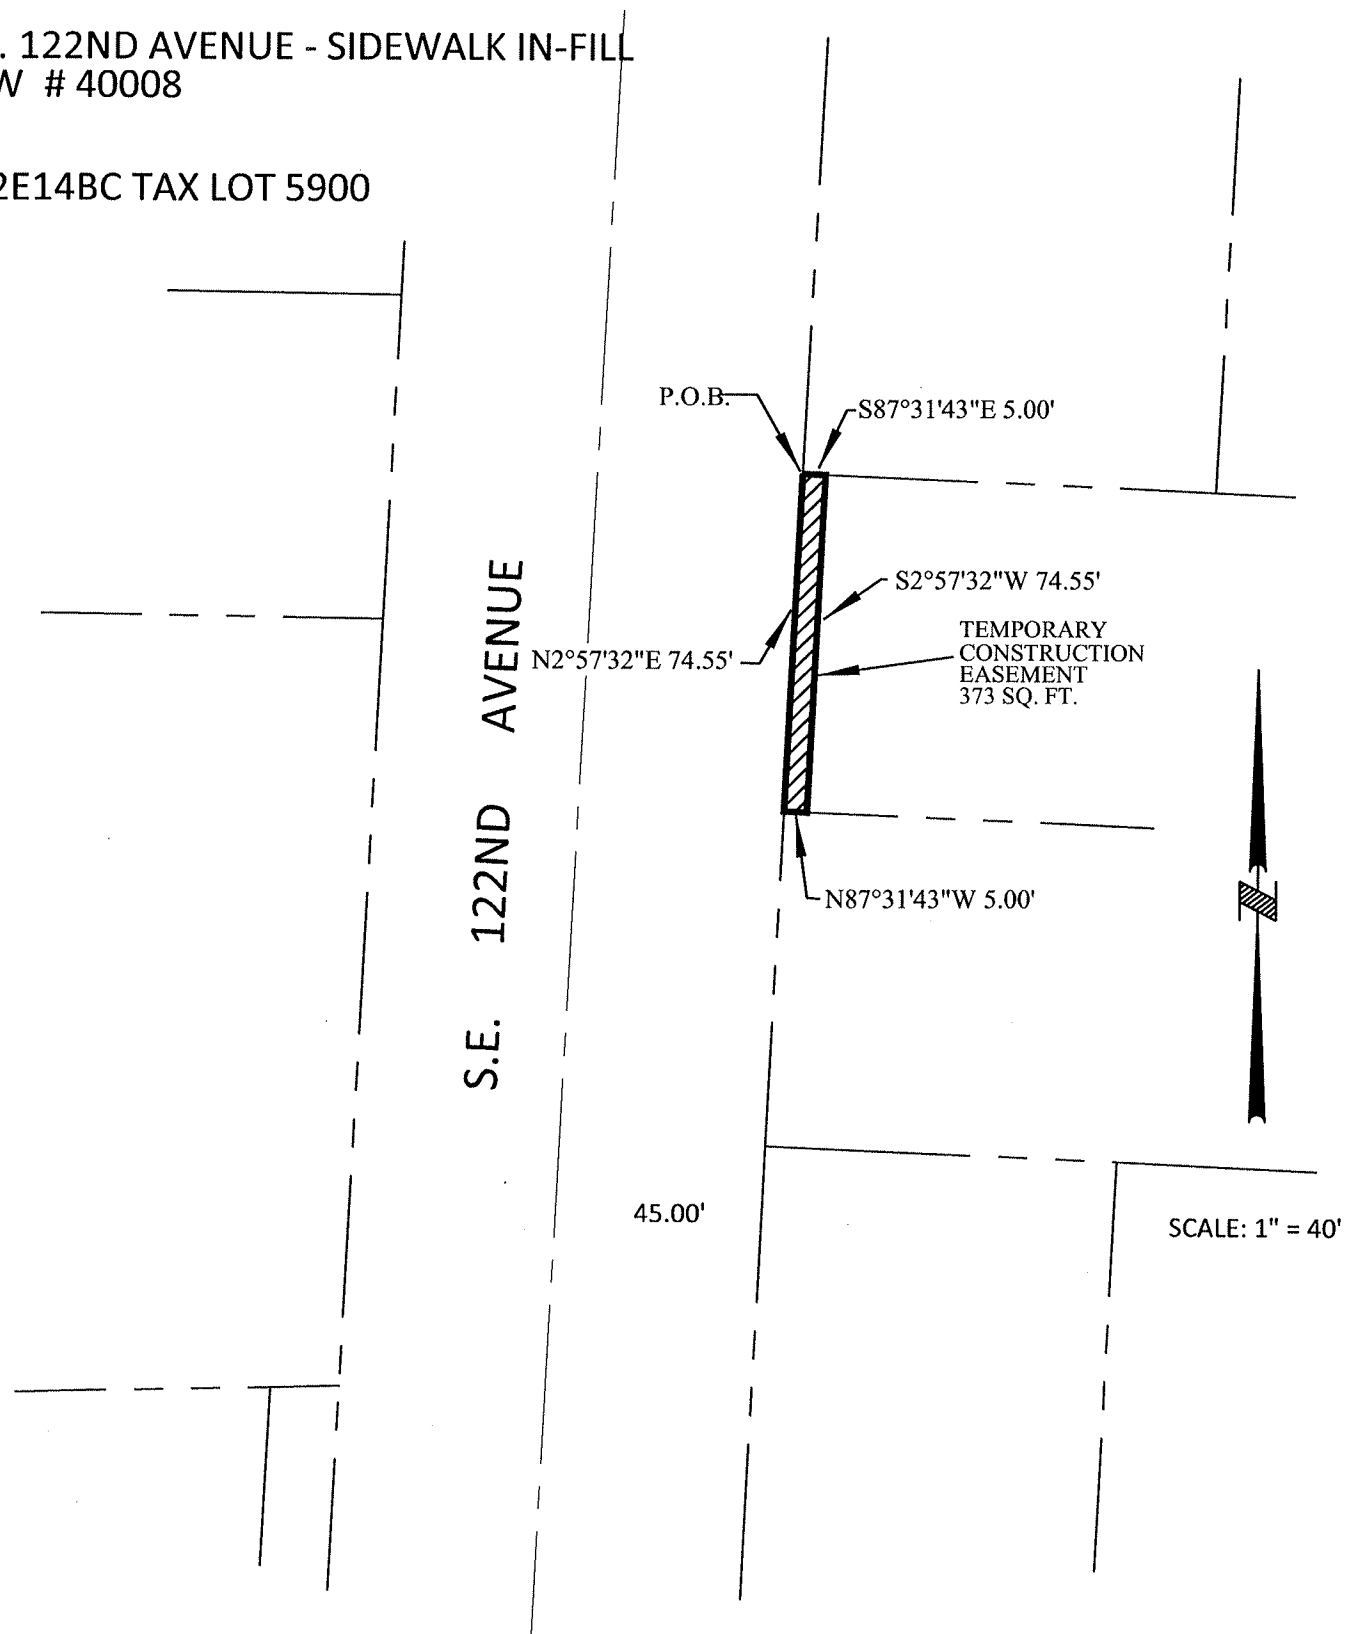 . 122ND AVENUE - SIDEWALK IN-FILL
W # 40008
2E14BC TAX LOT 5900
P.O.B.
S87°31'43"E 5.00'
S2°57'32"W 74.55'
TEMPORARY
CONSTRUCTION
EASEMENT
373 SQ. FT.
N2°57'32"E 74.55'
S.E. 122ND AVENUE
N87°31'43"W 5.00'
45.00'
SCALE: 1" = 40'